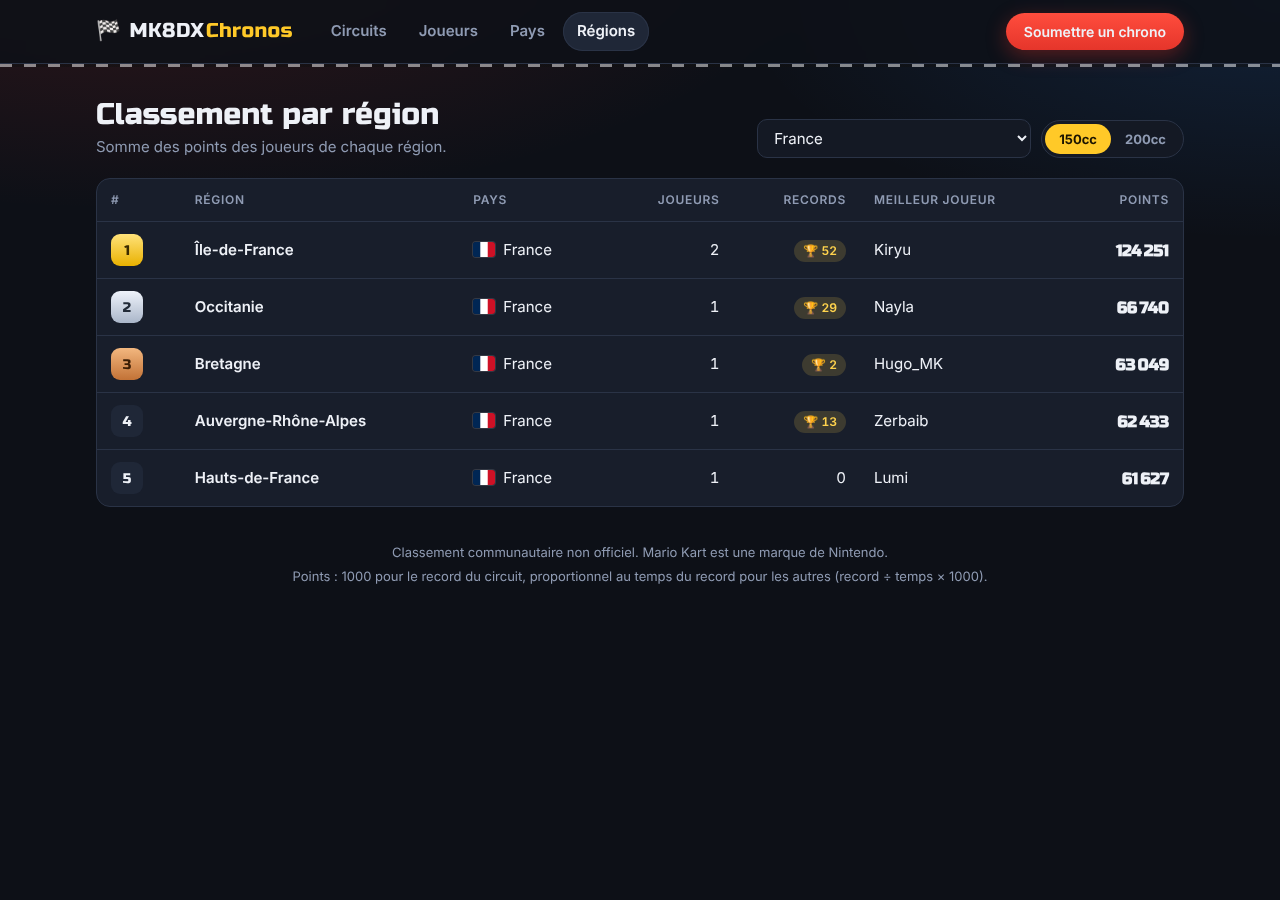 MK8DXChronos Circuits Joueurs Pays Régions Soumettre un chrono
Classement par région
Somme des points des joueurs de chaque région.
France 150cc 200cc
# RÉGION PAYS JOUEURS RECORDS MEILLEUR JOUEUR POINTS
1 Île-de-France France 2 🏆 52 Kiryu 124 251
2 Occitanie France 1 🏆 29 Nayla 66 740
3 Bretagne France 1 🏆 2 Hugo_MK 63 049
4 Auvergne-Rhône-Alpes France 1 🏆 13 Zerbaib 62 433
5 Hauts-de-France France 1 0 Lumi 61 627
Classement communautaire non officiel. Mario Kart est une marque de Nintendo.
Points : 1000 pour le record du circuit, proportionnel au temps du record pour les autres (record ÷ temps × 1000).